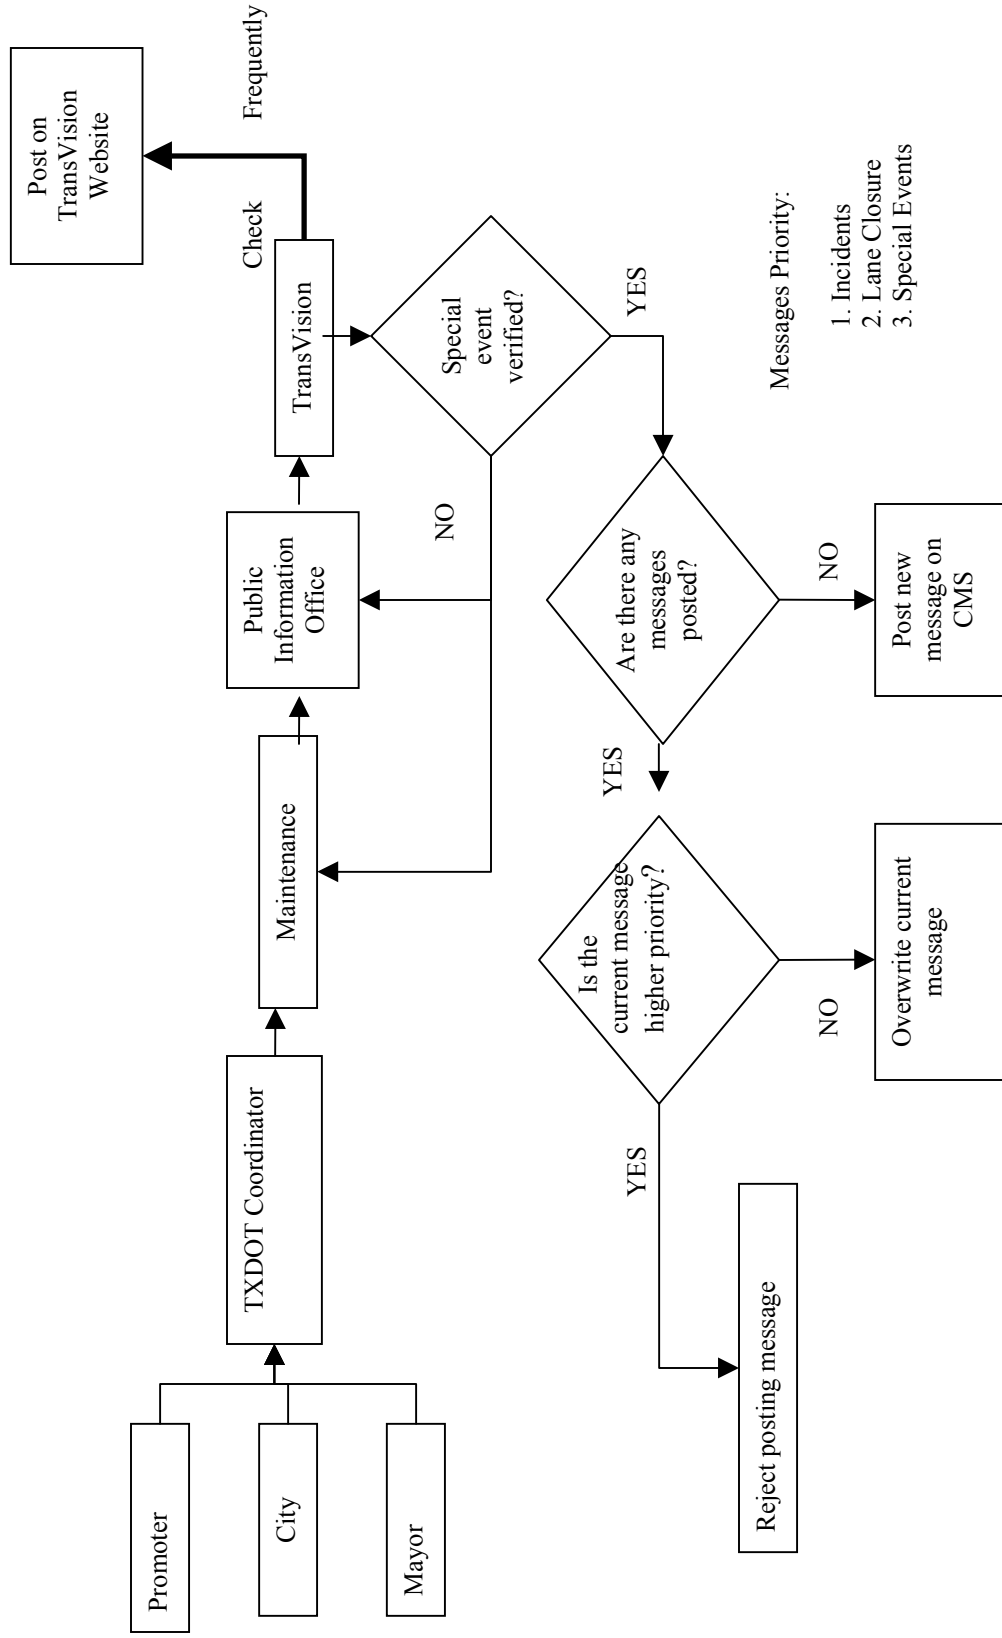 Promoter
City
Mayor
TXDOT Coordinator
Maintenance
Public
Information
Office
TransVision
Check
Frequently
Post on
TransVision
Website
Special
event
verified?
NO
YES
Are there any
messages
posted?
YES
NO
Post new
message on
CMS
Is the
current message
higher priority?
YES
NO
Overwrite current
message
Reject posting message
Messages Priority:
1. Incidents
2. Lane Closure
3. Special Events